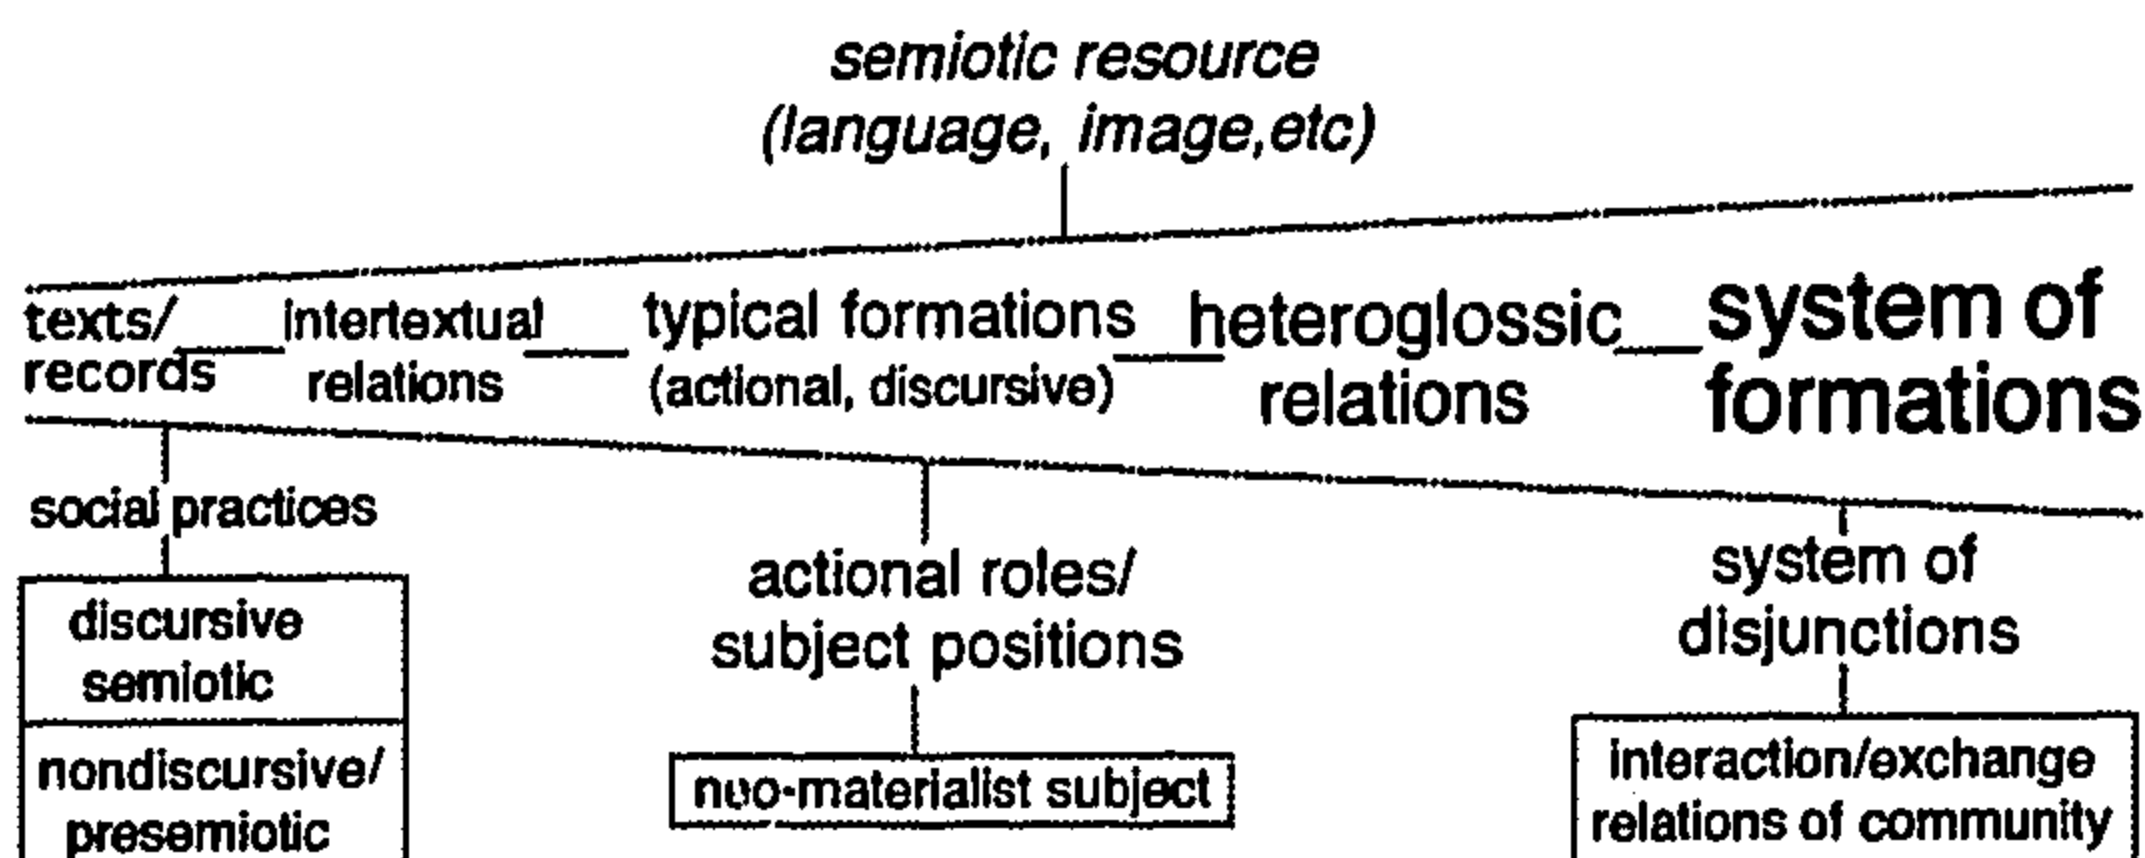 semiotic resource
(language, image,etc)
texts/
records
intertextual
relations
typical formations
(actional, discursive)
heteroglossic
relations
system of
formations
social practices
discursive
semiotic
nondiscursive/
presemiotic
actional roles/
subject positions
neo-materialist subject
system of
disjunctions
interaction/exchange
relations of community